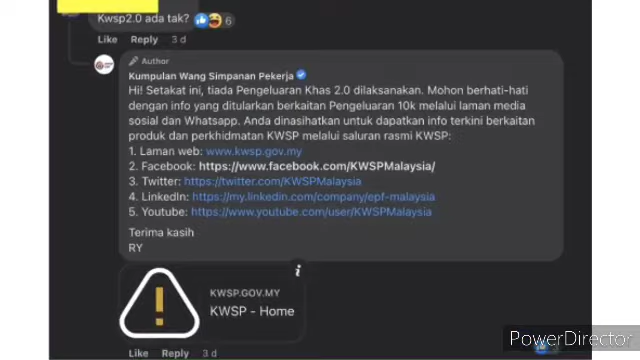 Kwsp2.0 ada tak?
6
Like Reply 3 d
Author
Kumpulan Wang Simpanan Pekerja
Hi! Setakat ini, tiada Pengeluaran Khas 2.0 dilaksanakan. Mohon berhati-hati
dengan info yang ditularkan berkaitan Pengeluaran 10k melalui laman media
sosial dan Whatsapp. Anda dinasihatkan untuk dapatkan info terkini berkaitan
produk dan perkhidmatan KWSP melalui saluran rasmi KWSP:
1. Laman web: www.kwsp.gov.my
2. Facebook: https://www.facebook.com/KWSPMalaysia/
3. Twitter: https://twitter.com/KWSPMalaysia
4. LinkedIn: https://my.linkedin.com/company/epf-malaysia
5. Youtube: https://www.youtube.com/user/KWSPMalaysia
Terima kasih
RY
KWSP.GOV.MY
KWSP - Home
Like Reply 3 d
PowerDirector